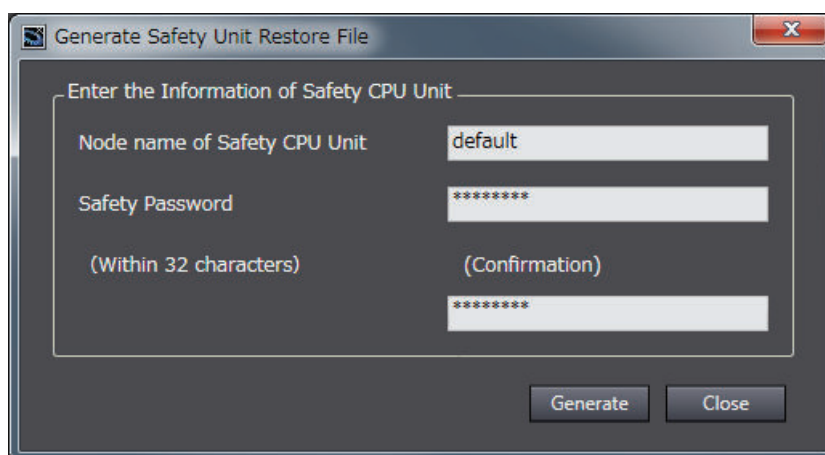 Generate Safety Unit Restore File
Enter the Information of Safety CPU Unit
Node name of Safety CPU Unit
default
Safety Password
********
(Within 32 characters)
(Confirmation)
********
Generate
Close